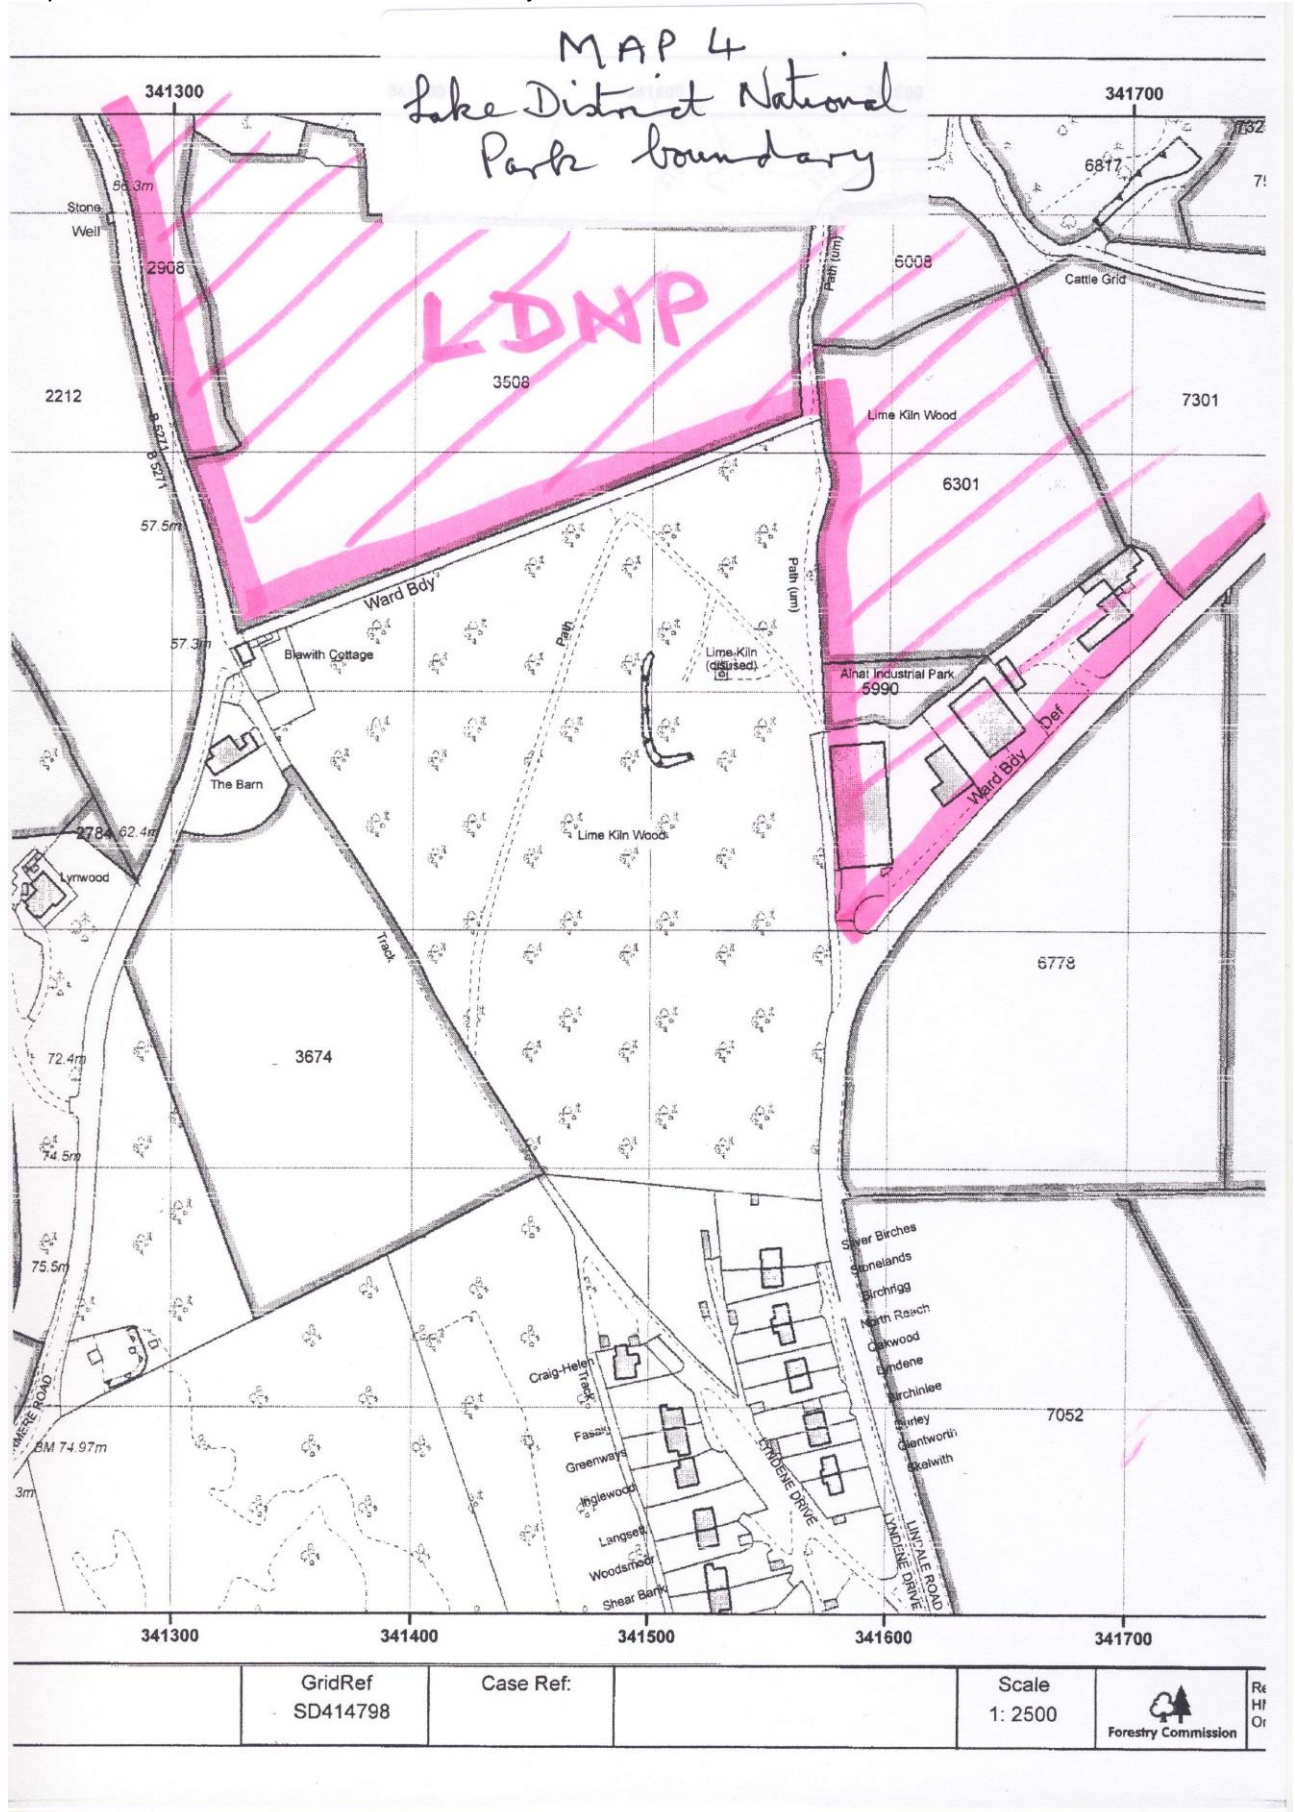 MAP 4
Lake District National
Park boundary
341300
341700
56.3m
Stone
Well
2908
6817
6008
Path (um)
Cattle Grid
LDNP
2212
3508
7301
Lime Kiln Wood
B 5271
B 5271
6301
57.5m
Ward Bdy
Path (um)
Path
57.3m
Blawith Cottage
Lime Kiln
(disused)
Alnat Industrial Park
5990
Def
Ward Bdy
The Barn
2784
62.4m
Lime Kiln Wood
Lynwood
Track
6778
72.4m
3674
74.5m
Silver Birches
Stonelands
75.5m
Birchrigg
North Reach
Oakwood
Lyndene
Craig-Helen
Track
Birchinlee
7052
Glentworth
Skelwith
BM 74.97m
Greenways
Inglewood
LYNDENE DRIVE
Langset
Woodsmoor
Shear Bank
LYNDENE DRIVE
LINDALE ROAD
341300
341400
341500
341600
341700
GridRef
SD414798
Case Ref:
Scale
1: 2500
Forestry Commission